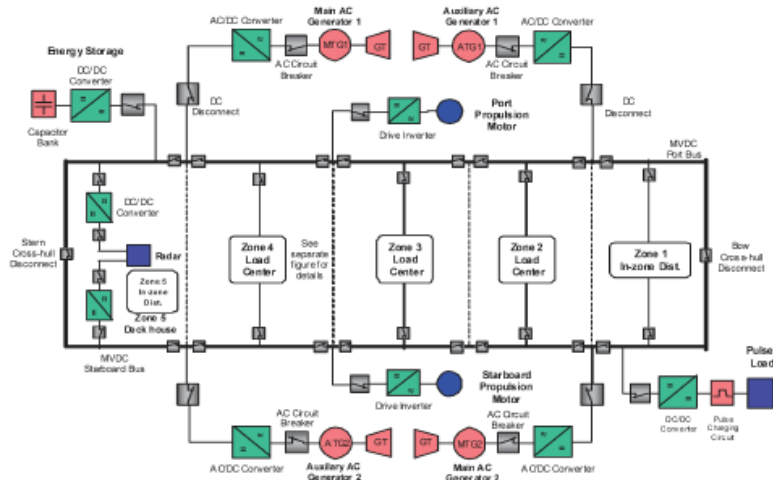 Main AC
Generator 1
Auxiliary AC
Generator 1
AC/DC Converter
MTG1
GT
GT
ATG1
AC/DC Converter
AC Circuit
Breaker
AC Circuit
Breaker
Energy Storage
DC/DC
Converter
Capacitor
Bank
DC
Disconnect
Drive Inverter
Port
Propulsion
Motor
DC
Disconnect
MVDC
Port Bus
DC/DC
Converter
Stern
Cross-hull
Disconnect
Radar
Zone 5
In-zone
Dist.
Zone 5
Deck house
Zone 4
Load
Center
See
separate
figure for
details
Zone 3
Load
Center
Zone 2
Load
Center
Zone 1
In-zone Dist.
Bow
Cross-hull
Disconnect
MVDC
Starboard Bus
Drive Inverter
Starboard
Propulsion
Motor
Pulse
Load
DC/DC
Converter
Pulse
Charging
Circuit
AC Circuit
Breaker
AC Circuit
Breaker
AC/DC Converter
ATG2
GT
GT
MTG2
AC/DC Converter
Auxiliary AC
Generator 2
Main AC
Generator 2